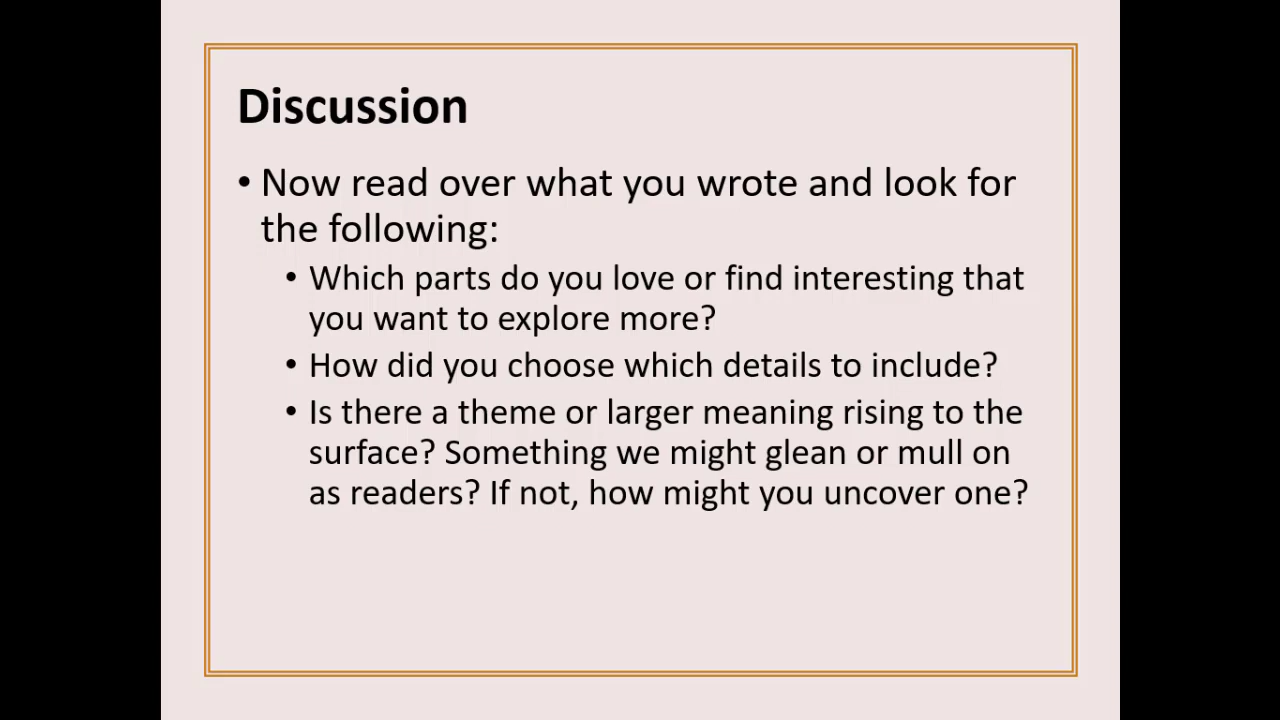 Discussion
• Now read over what you wrote and look for
the following:
• Which parts do you love or find interesting that
you want to explore more?
• How did you choose which details to include?
• Is there a theme or larger meaning rising to the
surface? Something we might glean or mull on
as readers? If not, how might you uncover one?